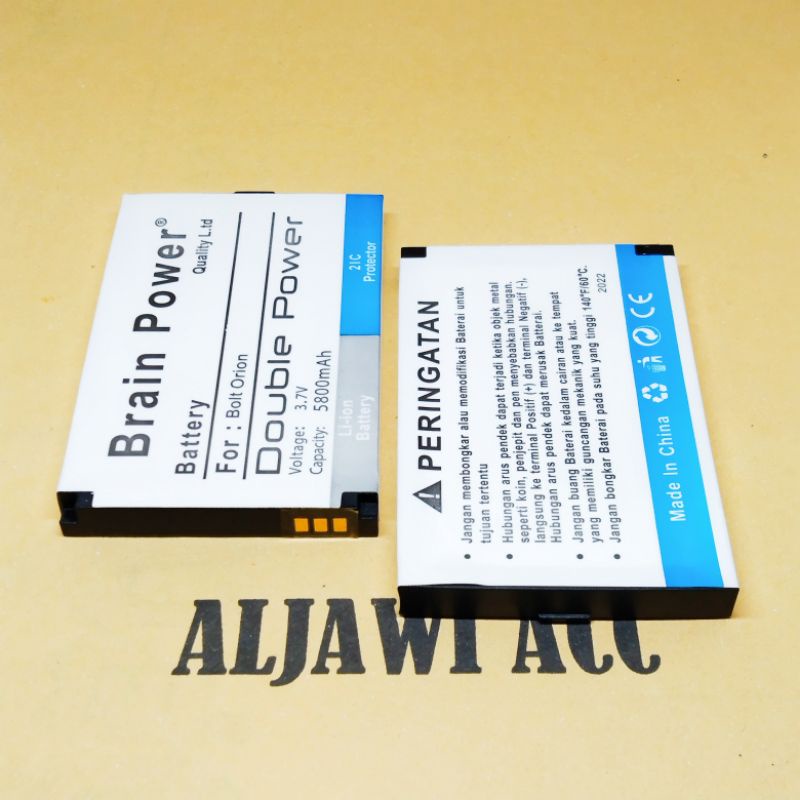 Brain Power®
Quality L.td
Battery
For : Bolt Orion
Double Power
Voltage: 3.7V
Capacity: 5800mAh
Li-ion
Battery
2IC
Protector
PERINGATAN
• Jangan membongkar atau memodifikasi Baterai untuk
tujuan tertentu
• Hubungan arus pendek dapat terjadi ketika objek metal
seperti koin, penjepit dan pen menyebabkan hubungan,
langsung ke terminal Positif (+) dan terminal Negatif (-),
Hubungan arus pendek dapat merusak Batterai.
• Jangan buang Baterai kedalam cairan atau ke tempat
yang memiliki guncangan mekanik yang kuat.
• Jangan bongkar Baterai pada suhu yang tinggi 140°F/60°C.
2022
Made In China
CE
ALJAWI ACC